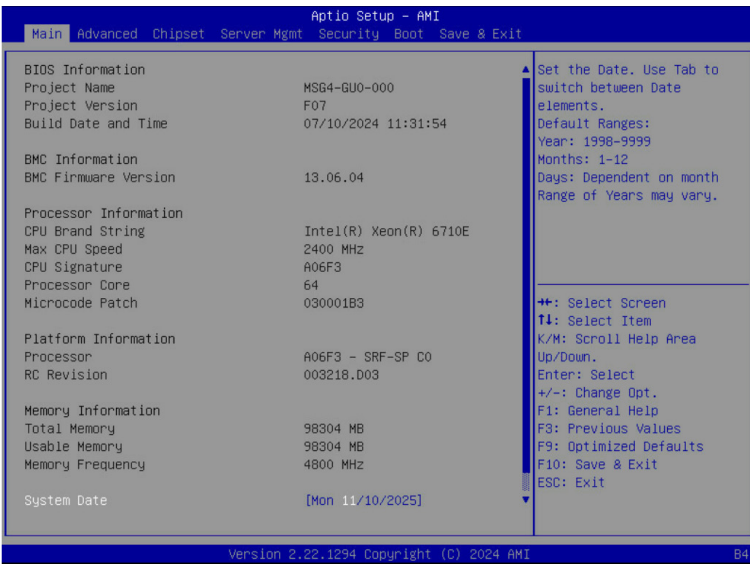 Aptio Setup - AMI
Main Advanced Chipset Server Mgmt Security Boot Save & Exit
BIOS Information
Project Name MSG4-GU0-000
Project Version F07
Build Date and Time 07/10/2024 11:31:54
BMC Information
BMC Firmware Version 13.06.04
Processor Information
CPU Brand String Intel(R) Xeon(R) 6710E
Max CPU Speed 2400 MHz
CPU Signature A06F3
Processor Core 64
Microcode Patch 030001B3
Platform Information
Processor A06F3 - SRF-SP C0
RC Revision 003218.D03
Memory Information
Total Memory 98304 MB
Usable Memory 98304 MB
Memory Frequency 4800 MHz
System Date [Mon 11/10/2025]
Set the Date. Use Tab to
switch between Date
elements.
Default Ranges:
Year: 1998-9999
Months: 1-12
Days: Dependent on month
Range of Years may vary.
→←: Select Screen
↑↓: Select Item
K/M: Scroll Help Area
Up/Down.
Enter: Select
+/-: Change Opt.
F1: General Help
F3: Previous Values
F9: Optimized Defaults
F10: Save & Exit
ESC: Exit
Version 2.22.1294 Copyright (C) 2024 AMI
B4